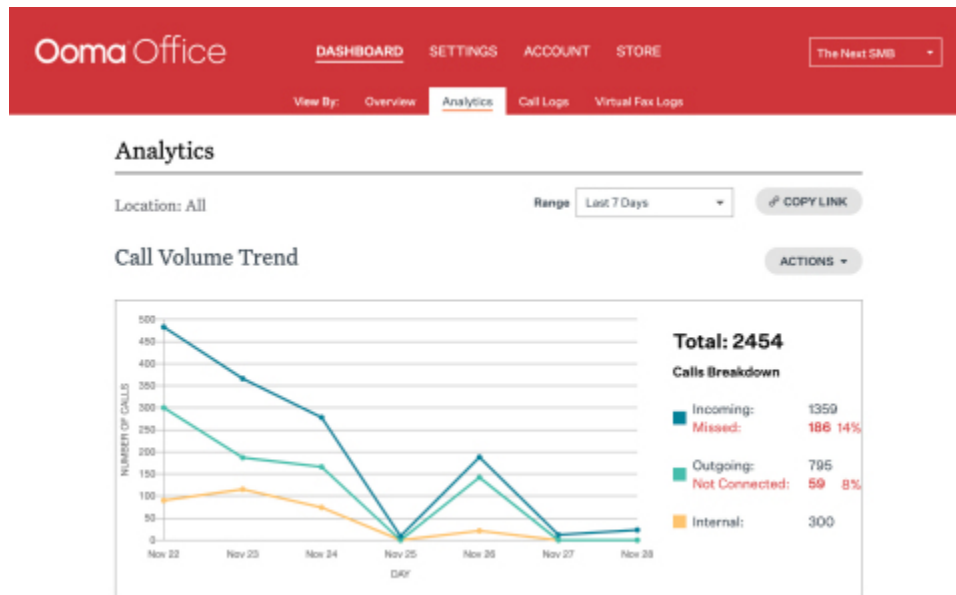 Ooma Office
DASHBOARD SETTINGS ACCOUNT STORE
The Next SMB
View By: Overview Analytics Call Logs Virtual Fax Logs
Analytics
Location: All
Range Last 7 Days
COPY LINK
Call Volume Trend
ACTIONS
500
450
400
350
300
250
200
150
100
50
0
NUMBER OF CALLS
Nov 22 Nov 23 Nov 24 Nov 25 Nov 26 Nov 27 Nov 28
DAY
Total: 2454
Calls Breakdown
Incoming: 1359
Missed: 186 14%
Outgoing: 795
Not Connected: 59 8%
Internal: 300